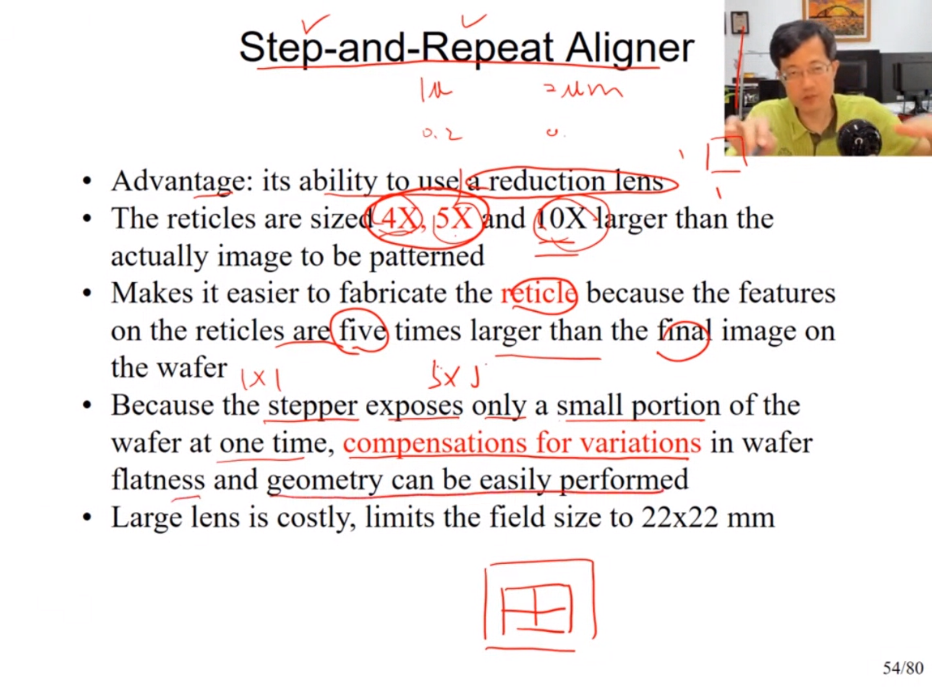 Step-and-Repeat Aligner
1μ 2μm
0.2 0.
• Advantage: its ability to use a reduction lens
• The reticles are sized 4X, 5X and 10X larger than the
actually image to be patterned
• Makes it easier to fabricate the reticle because the features
on the reticles are five times larger than the final image on
the wafer
1X1 5X5
• Because the stepper exposes only a small portion of the
wafer at one time, compensations for variations in wafer
flatness and geometry can be easily performed
• Large lens is costly, limits the field size to 22x22 mm
54/80